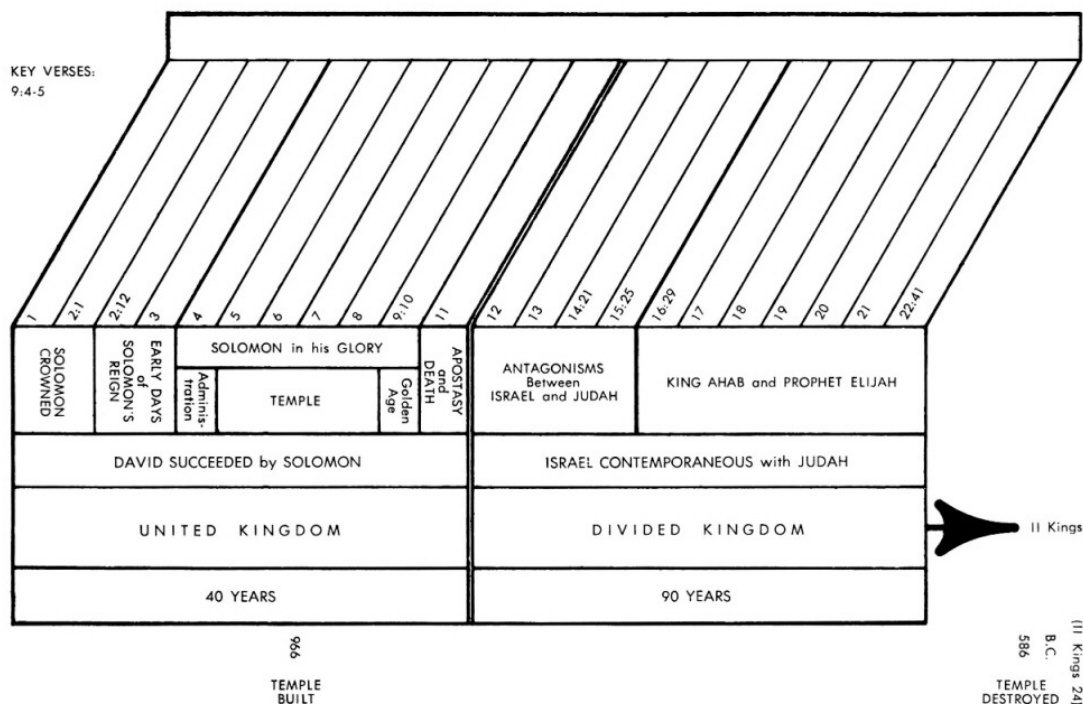 KEY VERSES:
9:4-5
1
2:1
2:12
3
4
5
6
7
8
9:10
11
12
13
14:21
15:25
16:29
17
18
19
20
21
22:41
SOLOMON
CROWNED
EARLY DAYS
of
SOLOMON'S
REIGN
SOLOMON in his GLORY
Adminis-
tration
TEMPLE
Golden
Age
APOSTASY
and
DEATH
ANTAGONISMS
Between
ISRAEL and JUDAH
KING AHAB and PROPHET ELIJAH
DAVID SUCCEEDED by SOLOMON
ISRAEL CONTEMPORANEOUS with JUDAH
UNITED KINGDOM
DIVIDED KINGDOM
II Kings
40 YEARS
90 YEARS
966
TEMPLE
BUILT
(II Kings 24)
B.C.
586
TEMPLE
DESTROYED